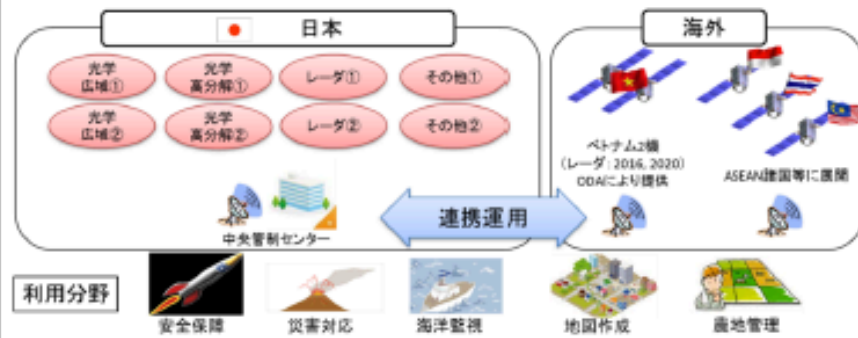 日本
光学
広域①
光学
高分解①
レーダ①
その他①
光学
広域②
光学
高分解②
レーダ②
その他②
中央管制センター
連携運用
海外
ベトナム2機
(レーダ: 2016, 2020)
ODAにより提供
ASEAN諸国等に展開
利用分野
安全保障
災害対応
海洋監視
地図作成
農地管理